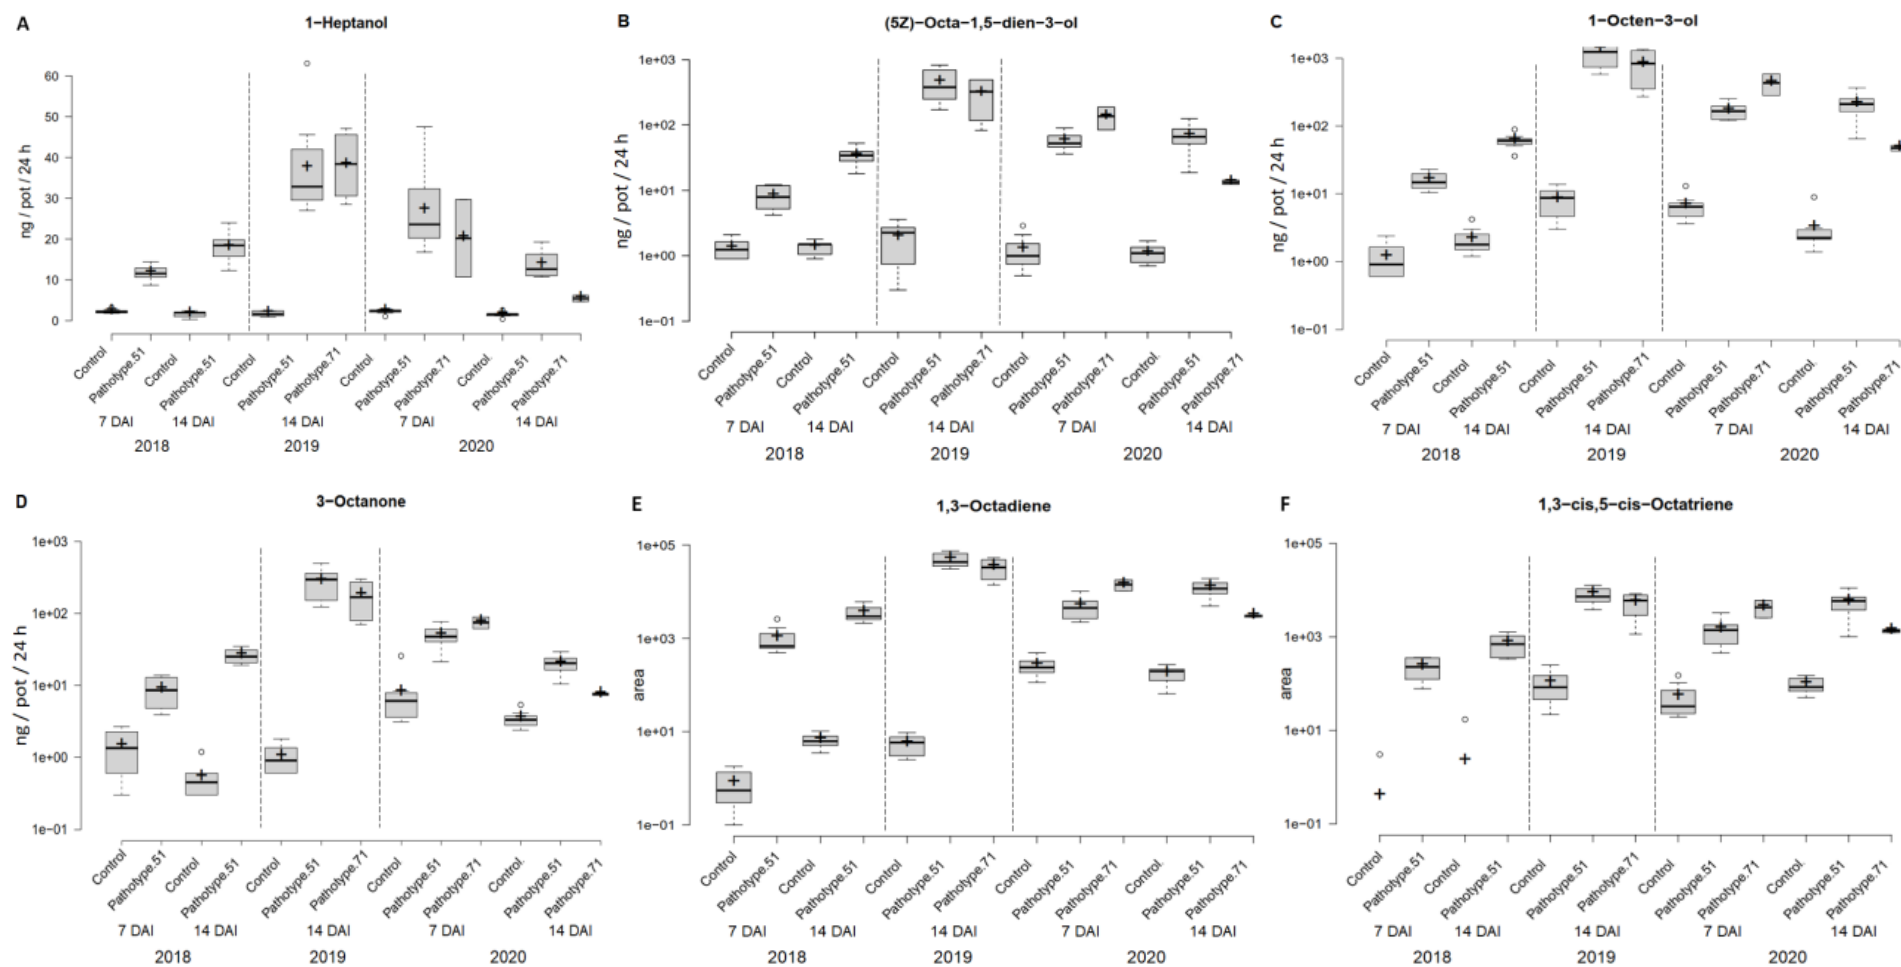 A
1−Heptanol
ng / pot / 24 h
60
50
40
30
20
10
0
Control
Pathotype.51
Control
Pathotype.51
Control
Pathotype.51
Pathotype.71
Control
Pathotype.51
Pathotype.71
Control.
Pathotype.51
Pathotype.71
7 DAI
14 DAI
14 DAI
7 DAI
14 DAI
2018
2019
2020
B
(5Z)−Octa−1,5−dien−3−ol
ng / pot / 24 h
1e+03
1e+02
1e+01
1e+00
1e−01
Control
Pathotype.51
Control
Pathotype.51
Control
Pathotype.51
Pathotype.71
Control
Pathotype.51
Pathotype.71
Control.
Pathotype.51
Pathotype.71
7 DAI
14 DAI
14 DAI
7 DAI
14 DAI
2018
2019
2020
C
1−Octen−3−ol
ng / pot / 24 h
1e+03
1e+02
1e+01
1e+00
1e−01
Control
Pathotype.51
Control
Pathotype.51
Control
Pathotype.51
Pathotype.71
Control
Pathotype.51
Pathotype.71
Control.
Pathotype.51
Pathotype.71
7 DAI
14 DAI
14 DAI
7 DAI
14 DAI
2018
2019
2020
D
3−Octanone
ng / pot / 24 h
1e+03
1e+02
1e+01
1e+00
1e−01
Control
Pathotype.51
Control
Pathotype.51
Control
Pathotype.51
Pathotype.71
Control
Pathotype.51
Pathotype.71
Control.
Pathotype.51
Pathotype.71
7 DAI
14 DAI
14 DAI
7 DAI
14 DAI
2018
2019
2020
E
1,3−Octadiene
area
1e+05
1e+03
1e+01
1e−01
Control
Pathotype.51
Control
Pathotype.51
Control
Pathotype.51
Pathotype.71
Control
Pathotype.51
Pathotype.71
Control.
Pathotype.51
Pathotype.71
7 DAI
14 DAI
14 DAI
7 DAI
14 DAI
2018
2019
2020
F
1,3−cis,5−cis−Octatriene
area
1e+05
1e+03
1e+01
1e−01
Control
Pathotype.51
Control
Pathotype.51
Control
Pathotype.51
Pathotype.71
Control
Pathotype.51
Pathotype.71
Control.
Pathotype.51
Pathotype.71
7 DAI
14 DAI
14 DAI
7 DAI
14 DAI
2018
2019
2020